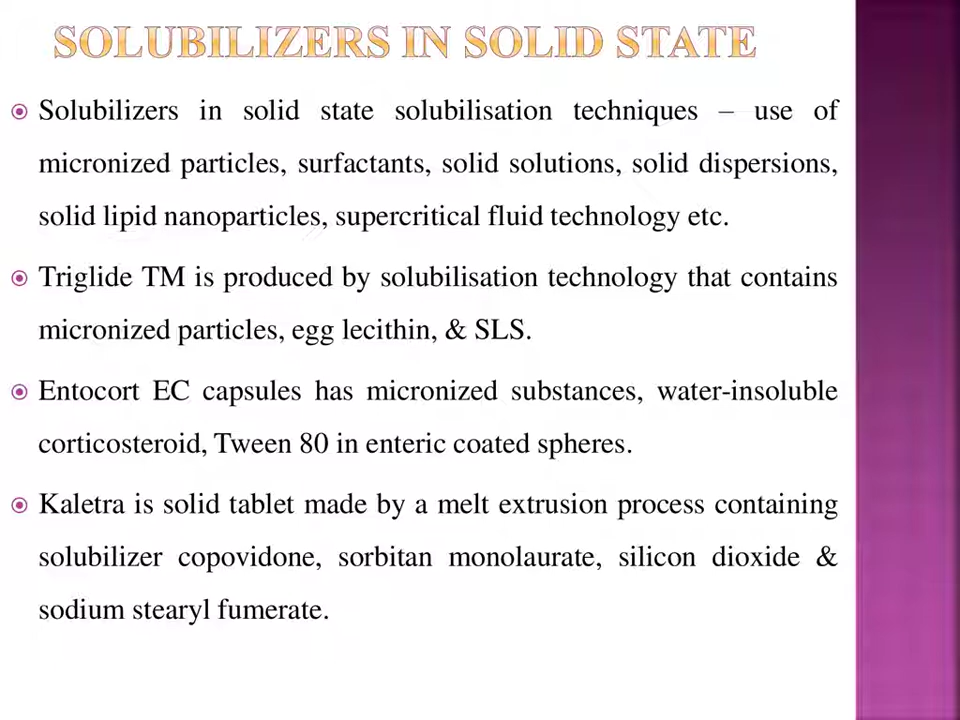 SOLUBILIZERS IN SOLID STATE
Solubilizers in solid state solubilisation techniques – use of
micronized particles, surfactants, solid solutions, solid dispersions,
solid lipid nanoparticles, supercritical fluid technology etc.
Triglide TM is produced by solubilisation technology that contains
micronized particles, egg lecithin, & SLS.
Entocort EC capsules has micronized substances, water-insoluble
corticosteroid, Tween 80 in enteric coated spheres.
Kaletra is solid tablet made by a melt extrusion process containing
solubilizer copovidone, sorbitan monolaurate, silicon dioxide &
sodium stearyl fumerate.